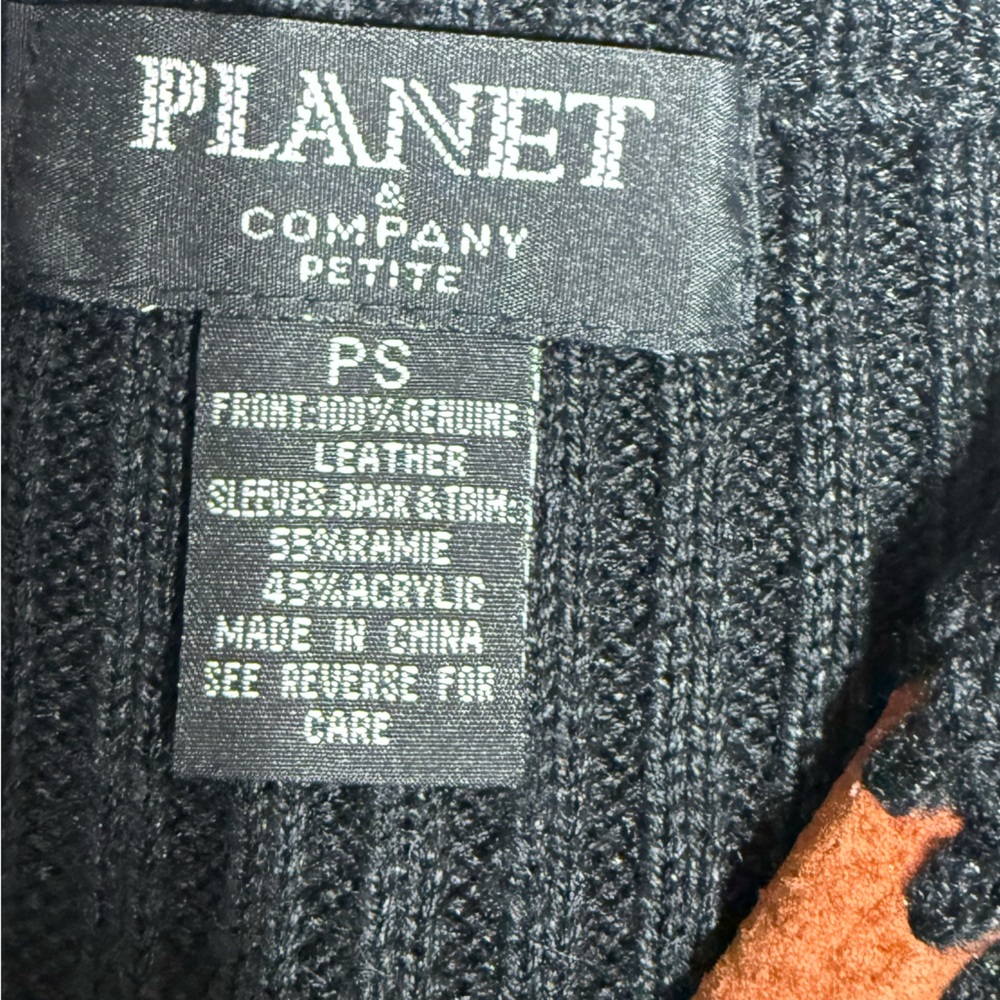 PLANET
&
COMPANY
PETITE
PS
FRONT:100%GENUINE
LEATHER
SLEEVES,BACK&TRIM:
55%RAMIE
45%ACRYLIC
MADE IN CHINA
SEE REVERSE FOR
CARE